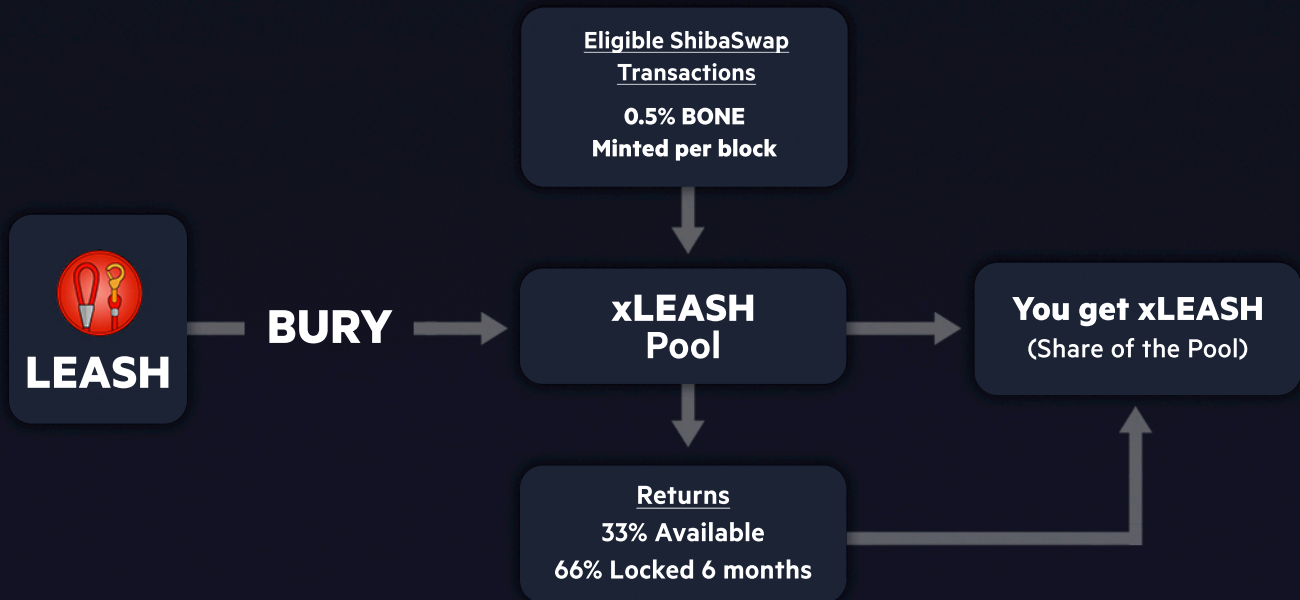 Eligible ShibaSwap
Transactions
0.5% BONE
Minted per block
LEASH
BURY
xLEASH
Pool
You get xLEASH
(Share of the Pool)
Returns
33% Available
66% Locked 6 months